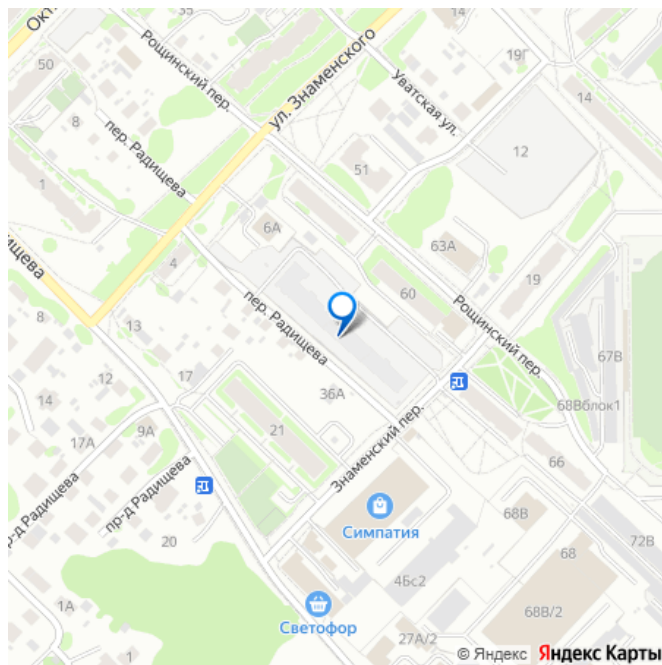 Окт
Рощинский пер.
ул. Знаменского
Уватская ул.
19Г
14
50
8
пер. Радищева
1
51
12
6А
4
63А
19
ищева
8
13
пер. Радищева
60
Рощинский пер.
67В
17
12
14
36А
68Вблок1
9А
21
17А
Знаменский пер.
66
пр-д Радищева
р-д Радищева
20
Симпатия
68В
68
72В
4Бс2
1А
Светофор
68В/2
27А/2
1
© Яндекс Яндекс Карты